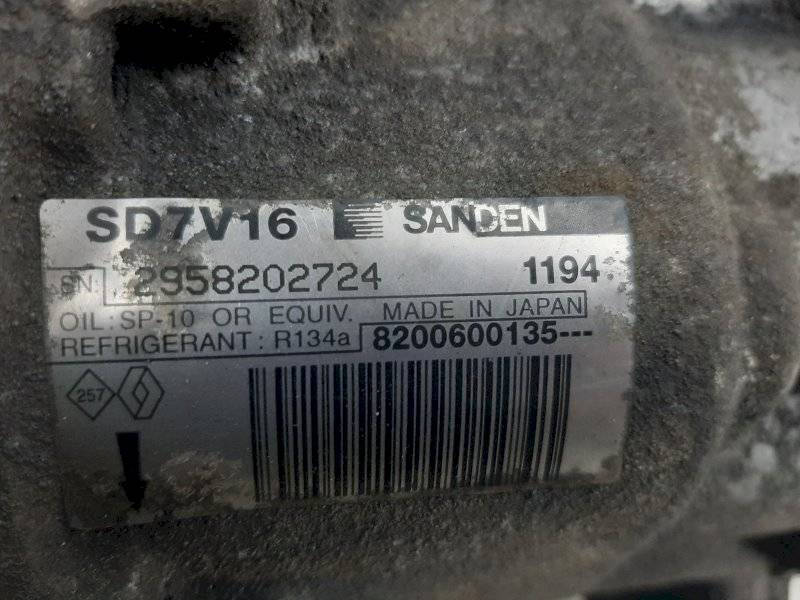 SD7V16 SANDEN
SN: 2958202724 1194
OIL: SP-10 OR EQUIV. MADE IN JAPAN
REFRIGERANT: R134a 8200600135---
257